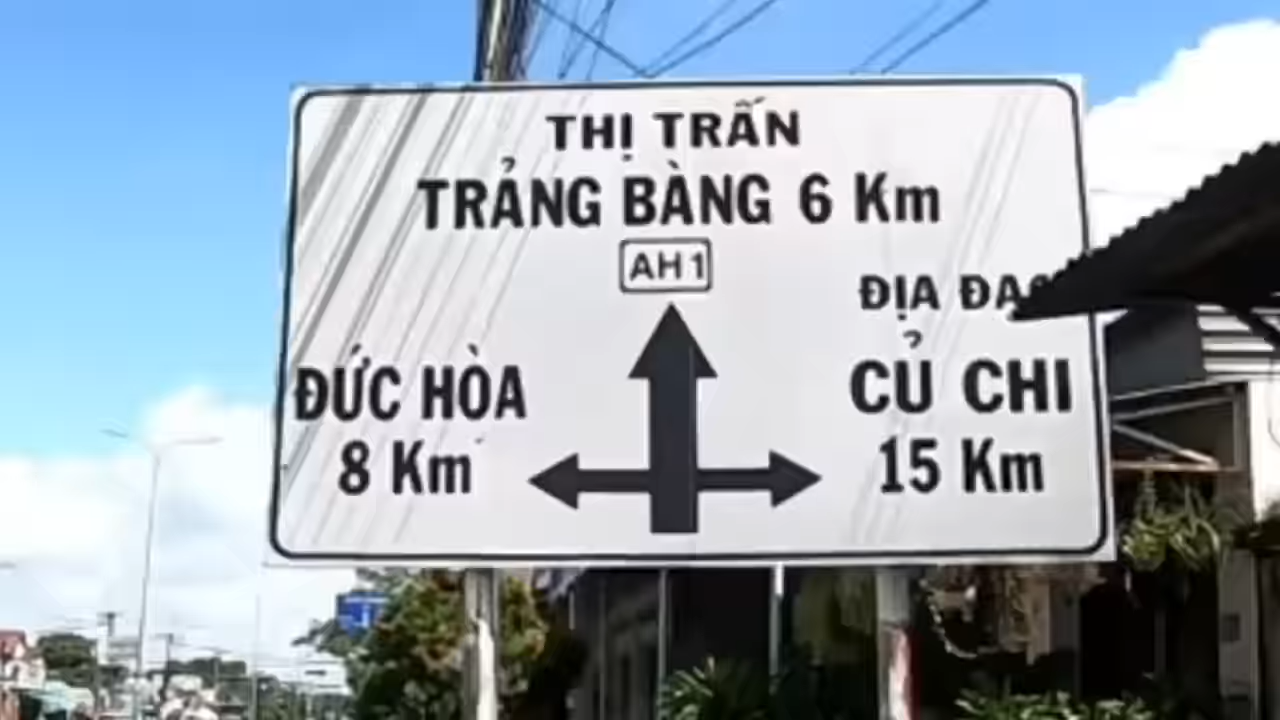 THỊ TRẤN
TRẢNG BÀNG 6 Km
AH1
ĐỊA
CỦ CHI
15 Km
ĐỨC HÒA
8 Km